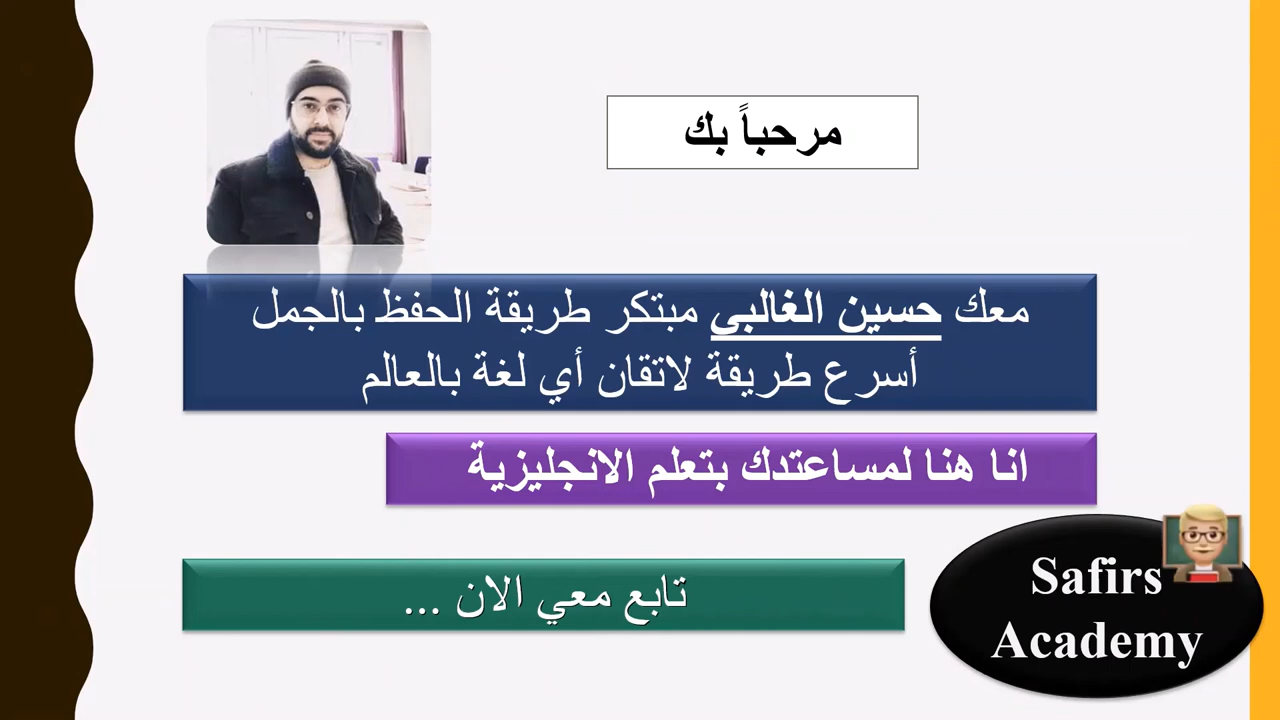 مرحباً بك
معك حسين الغالبي مبتكر طريقة الحفظ بالجمل
أسرع طريقة لاتقان أي لغة بالعالم
انا هنا لمساعتدك بتعلم الانجليزية
تابع معي الان ...
Safirs
Academy